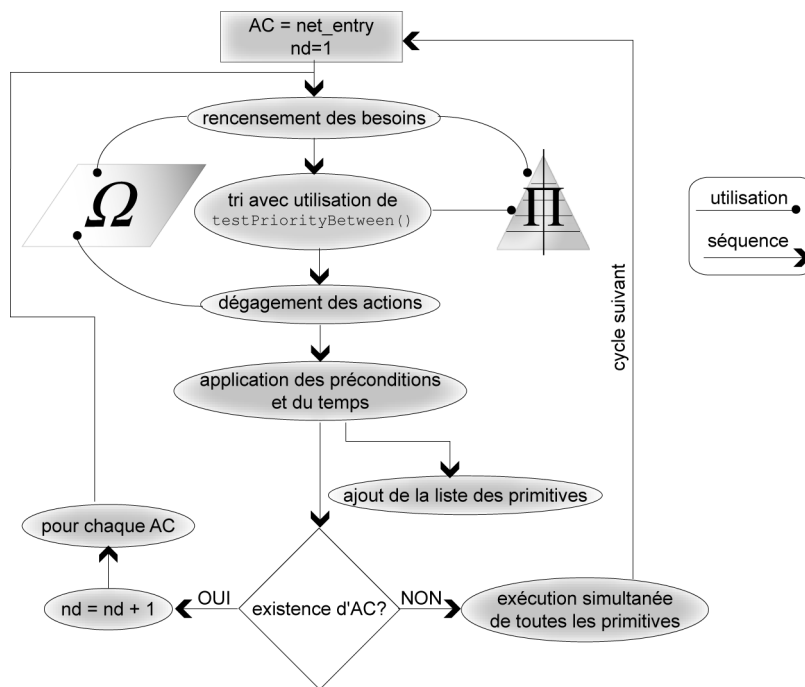 AC = net_entry
nd=1
rencensement des besoins
Ω
tri avec utilisation de
testPriorityBetween()
Π
utilisation
séquence
dégagement des actions
cycle suivant
application des préconditions
et du temps
ajout de la liste des primitives
pour chaque AC
nd = nd + 1
OUI
existence d'AC?
NON
exécution simultanée
de toutes les primitives